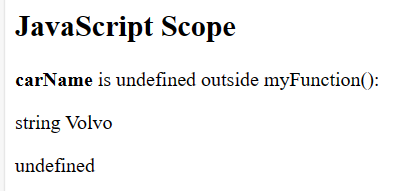 JavaScript Scope
carName is undefined outside myFunction():
string Volvo
undefined